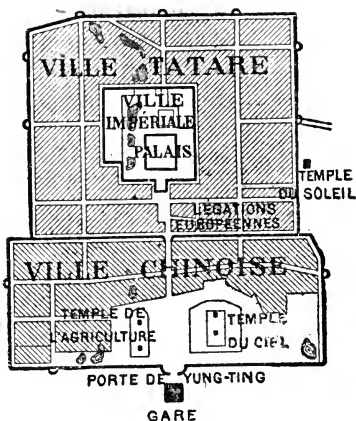 VILLE TATARE
VILLE
IMPÉRIALE
PALAIS
TEMPLE
DU SOLEIL
LÉGATIONS
EUROPÉENNES
VILLE CHINOISE
TEMPLE DE
L'AGRICULTURE
TEMPLE
DU CIEL
PORTE DE YUNG-TING
GARE